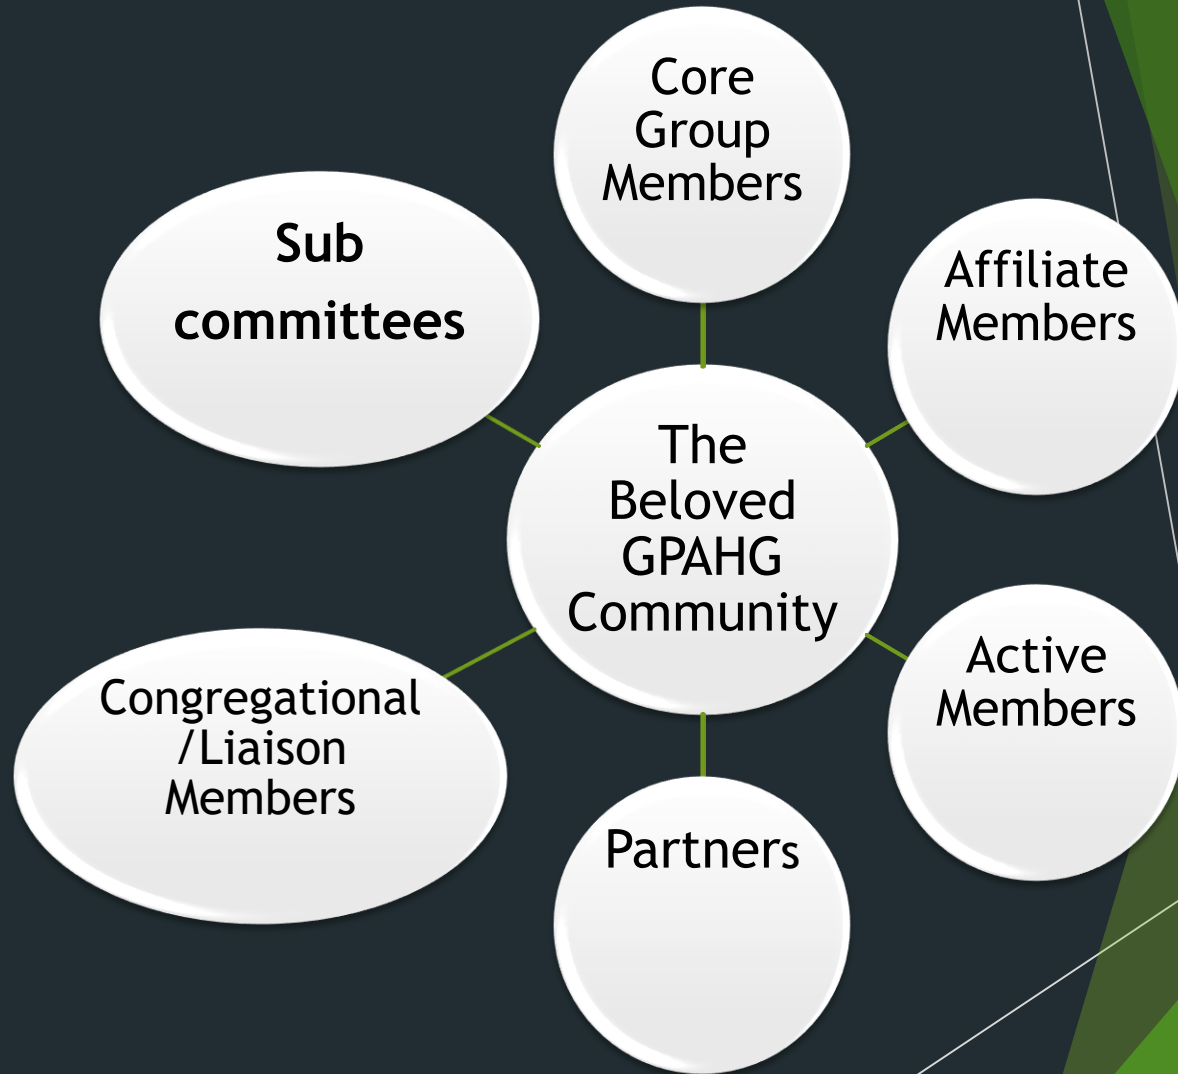 Core
Group
Members
Sub
committees
Affiliate
Members
The
Beloved
GPAHG
Community
Active
Members
Congregational
/Liaison
Members
Partners